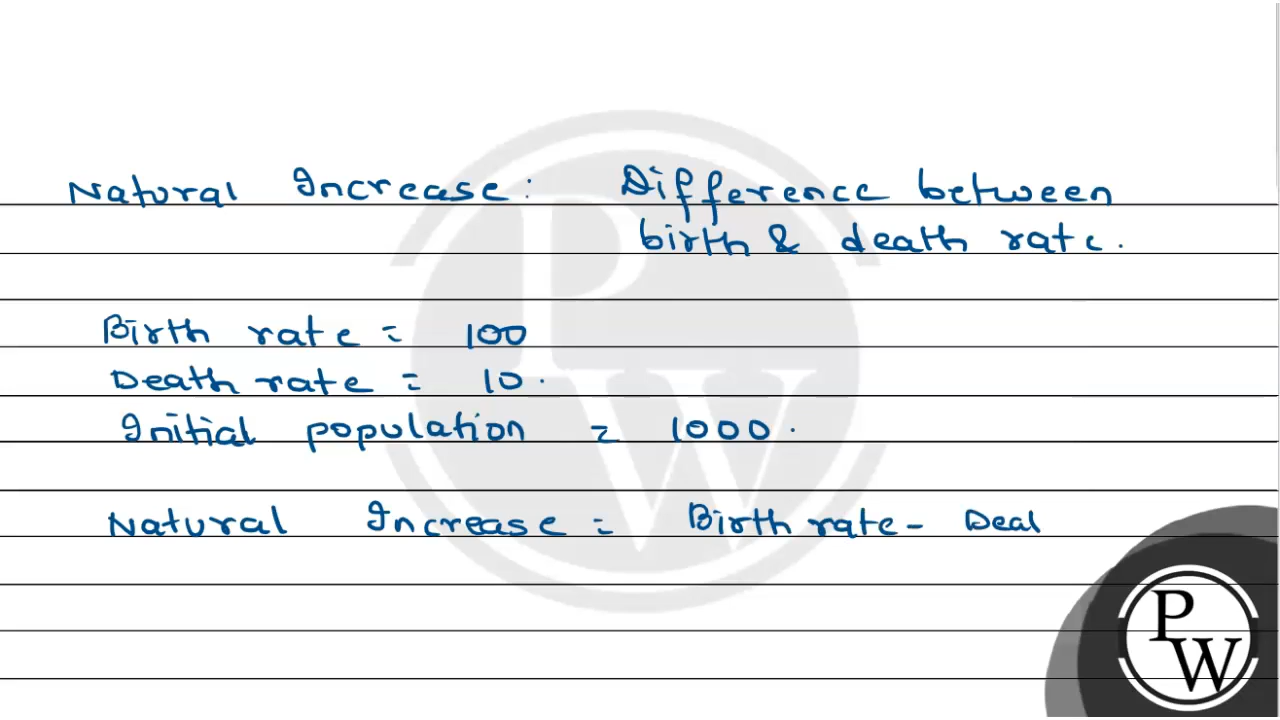 Natural Increase: Difference between
birth & death rate.
Birth rate = 100
Death rate = 10.
Initial population = 1000.
Natural Increase = Birth rate - Deal
P
W
P
W